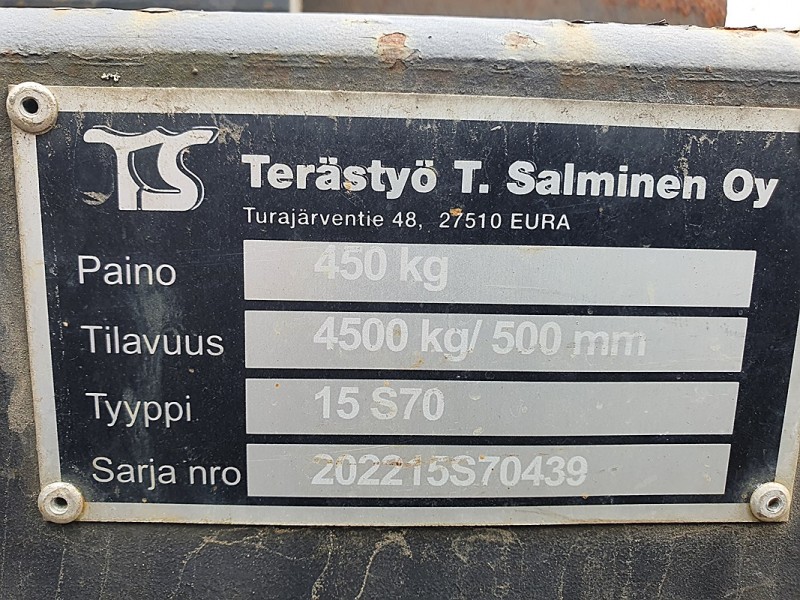 TS
Terästyö T. Salminen Oy
Turajärventie 48, 27510 EURA
Paino 450 kg
Tilavuus 4500 kg/ 500 mm
Tyyppi 15 S70
Sarja nro 202215S70439